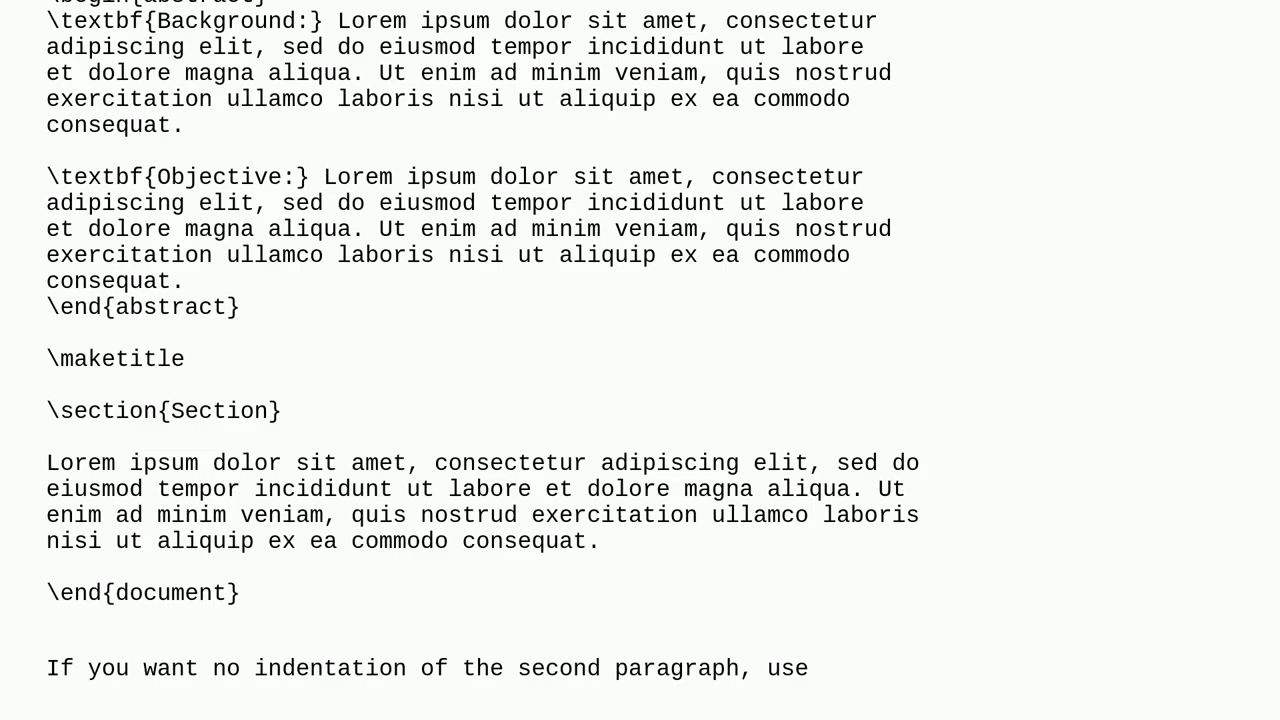 \begin{abstract}
\textbf{Background:} Lorem ipsum dolor sit amet, consectetur
adipiscing elit, sed do eiusmod tempor incididunt ut labore
et dolore magna aliqua. Ut enim ad minim veniam, quis nostrud
exercitation ullamco laboris nisi ut aliquip ex ea commodo
consequat.
\textbf{Objective:} Lorem ipsum dolor sit amet, consectetur
adipiscing elit, sed do eiusmod tempor incididunt ut labore
et dolore magna aliqua. Ut enim ad minim veniam, quis nostrud
exercitation ullamco laboris nisi ut aliquip ex ea commodo
consequat.
\end{abstract}
\maketitle
\section{Section}
Lorem ipsum dolor sit amet, consectetur adipiscing elit, sed do
eiusmod tempor incididunt ut labore et dolore magna aliqua. Ut
enim ad minim veniam, quis nostrud exercitation ullamco laboris
nisi ut aliquip ex ea commodo consequat.
\end{document}
If you want no indentation of the second paragraph, use